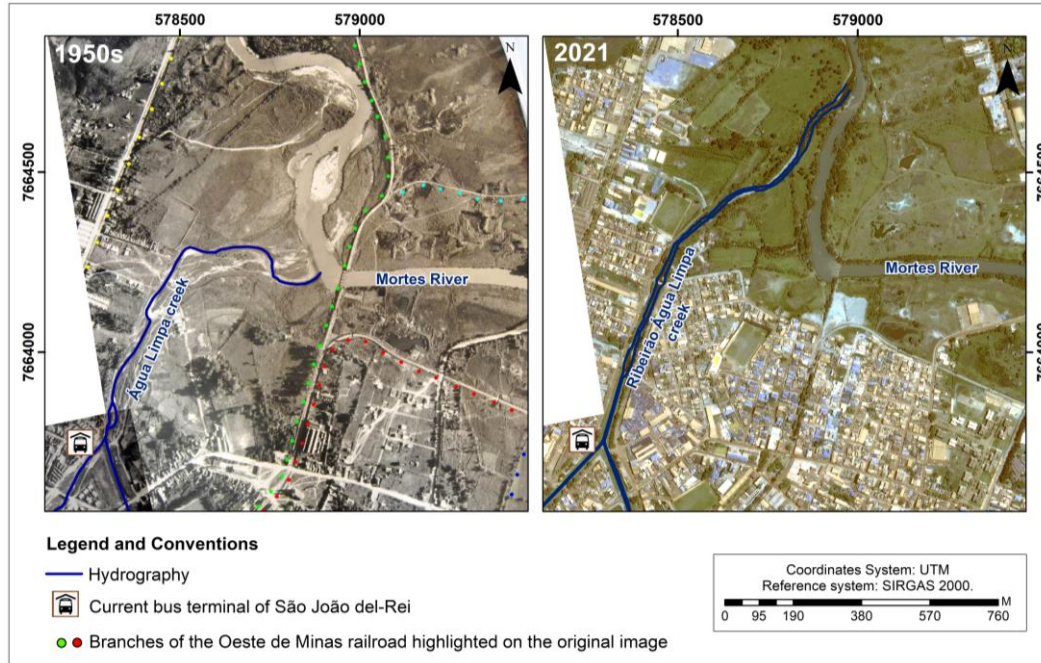 578500 579000 578500 579000
1950s
N
2021
N
7664500
7664000
7664500
7664000
Água Limpa creek
Mortes River
Ribeirão Água Limpa
creek
Mortes River
Legend and Conventions
Hydrography
Current bus terminal of São João del-Rei
Branches of the Oeste de Minas railroad highlighted on the original image
Coordinates System: UTM
Reference system: SIRGAS 2000.
M
0 95 190 380 570 760